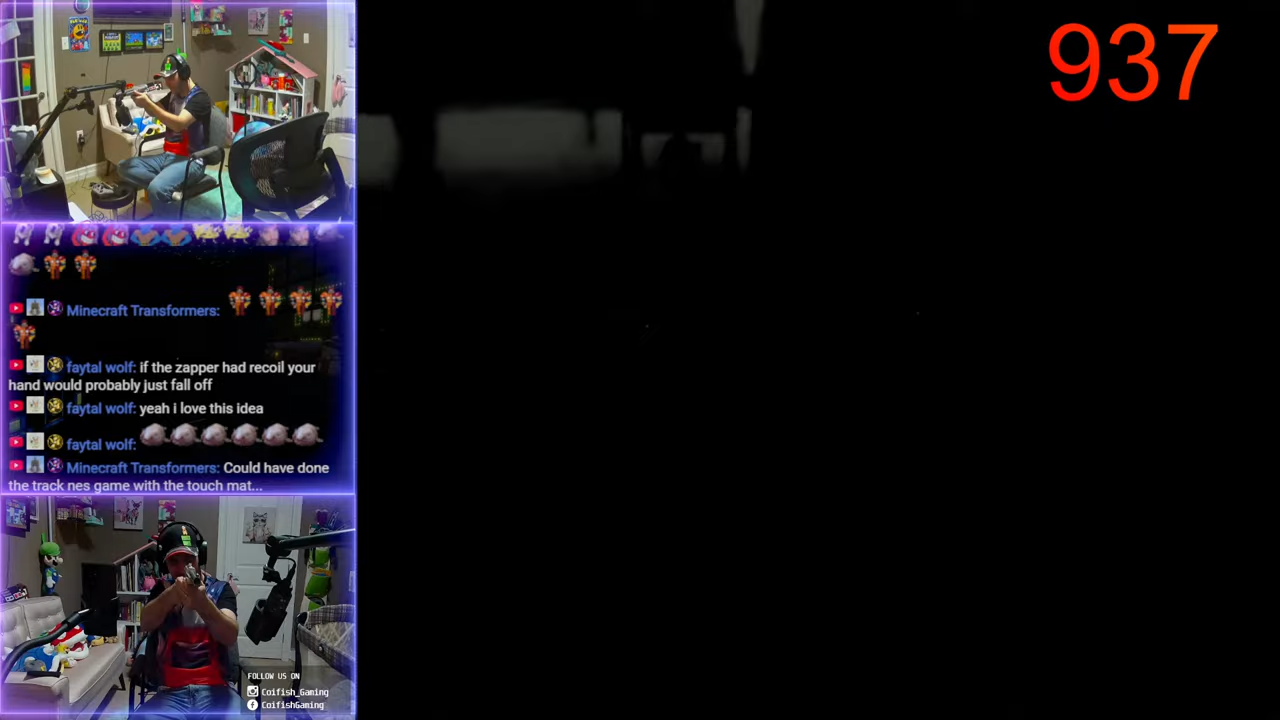 937
Minecraft Transformers:
faytal wolf: if the zapper had recoil your
hand would probably just fall off
faytal wolf: yeah i love this idea
faytal wolf:
Minecraft Transformers: Could have done
the track nes game with the touch mat...
FOLLOW US ON
Coifish_Gaming
CoifishGaming